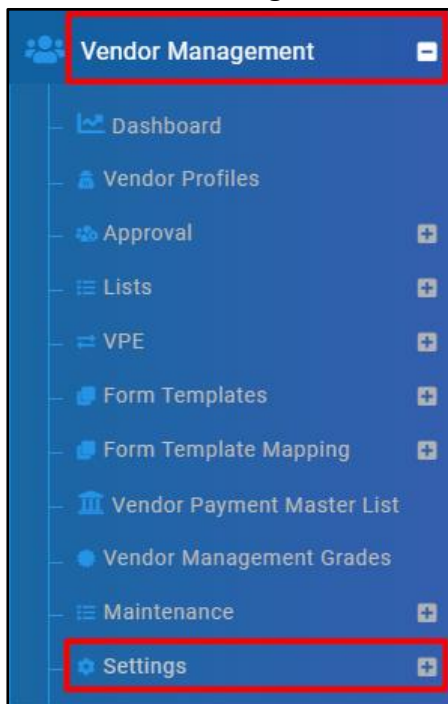 Vendor Management
Dashboard
Vendor Profiles
Approval
Lists
VPE
Form Templates
Form Template Mapping
Vendor Payment Master List
Vendor Management Grades
Maintenance
Settings